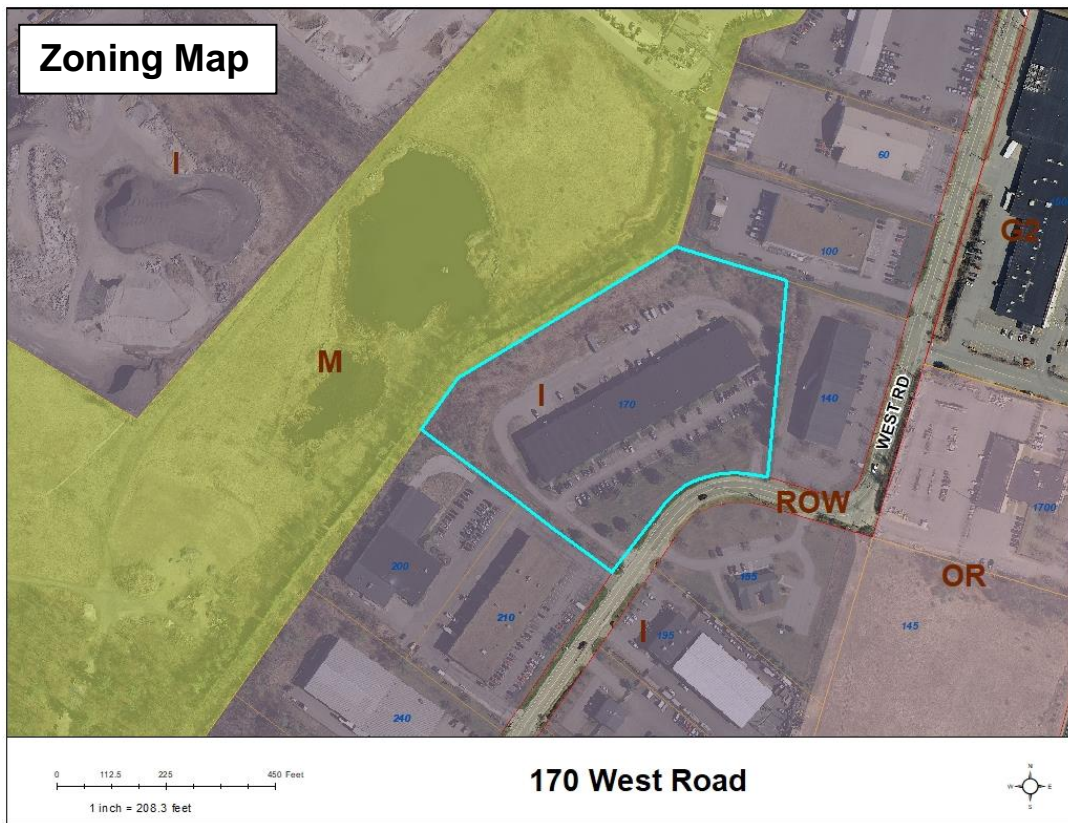 Zoning Map
I
60
100
G2
M
I
170
140
WEST RD
ROW
1700
OR
200
210
185
I
195
145
240
0 112.5 225 450 Feet
1 inch = 208.3 feet
170 West Road
N
W E
S